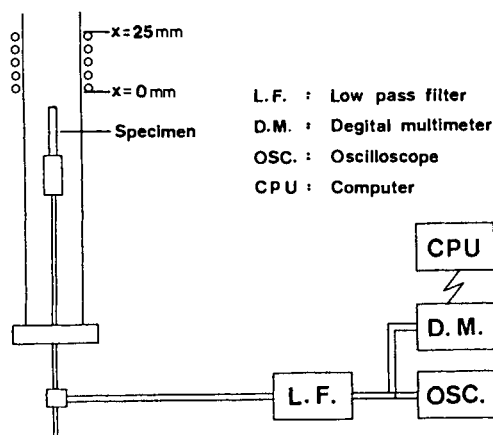 x=25mm
x=0mm
Specimen
L.F. : Low pass filter
D.M. : Degital multimeter
OSC. : Oscilloscope
CPU : Computer
CPU
D.M.
L.F.
OSC.